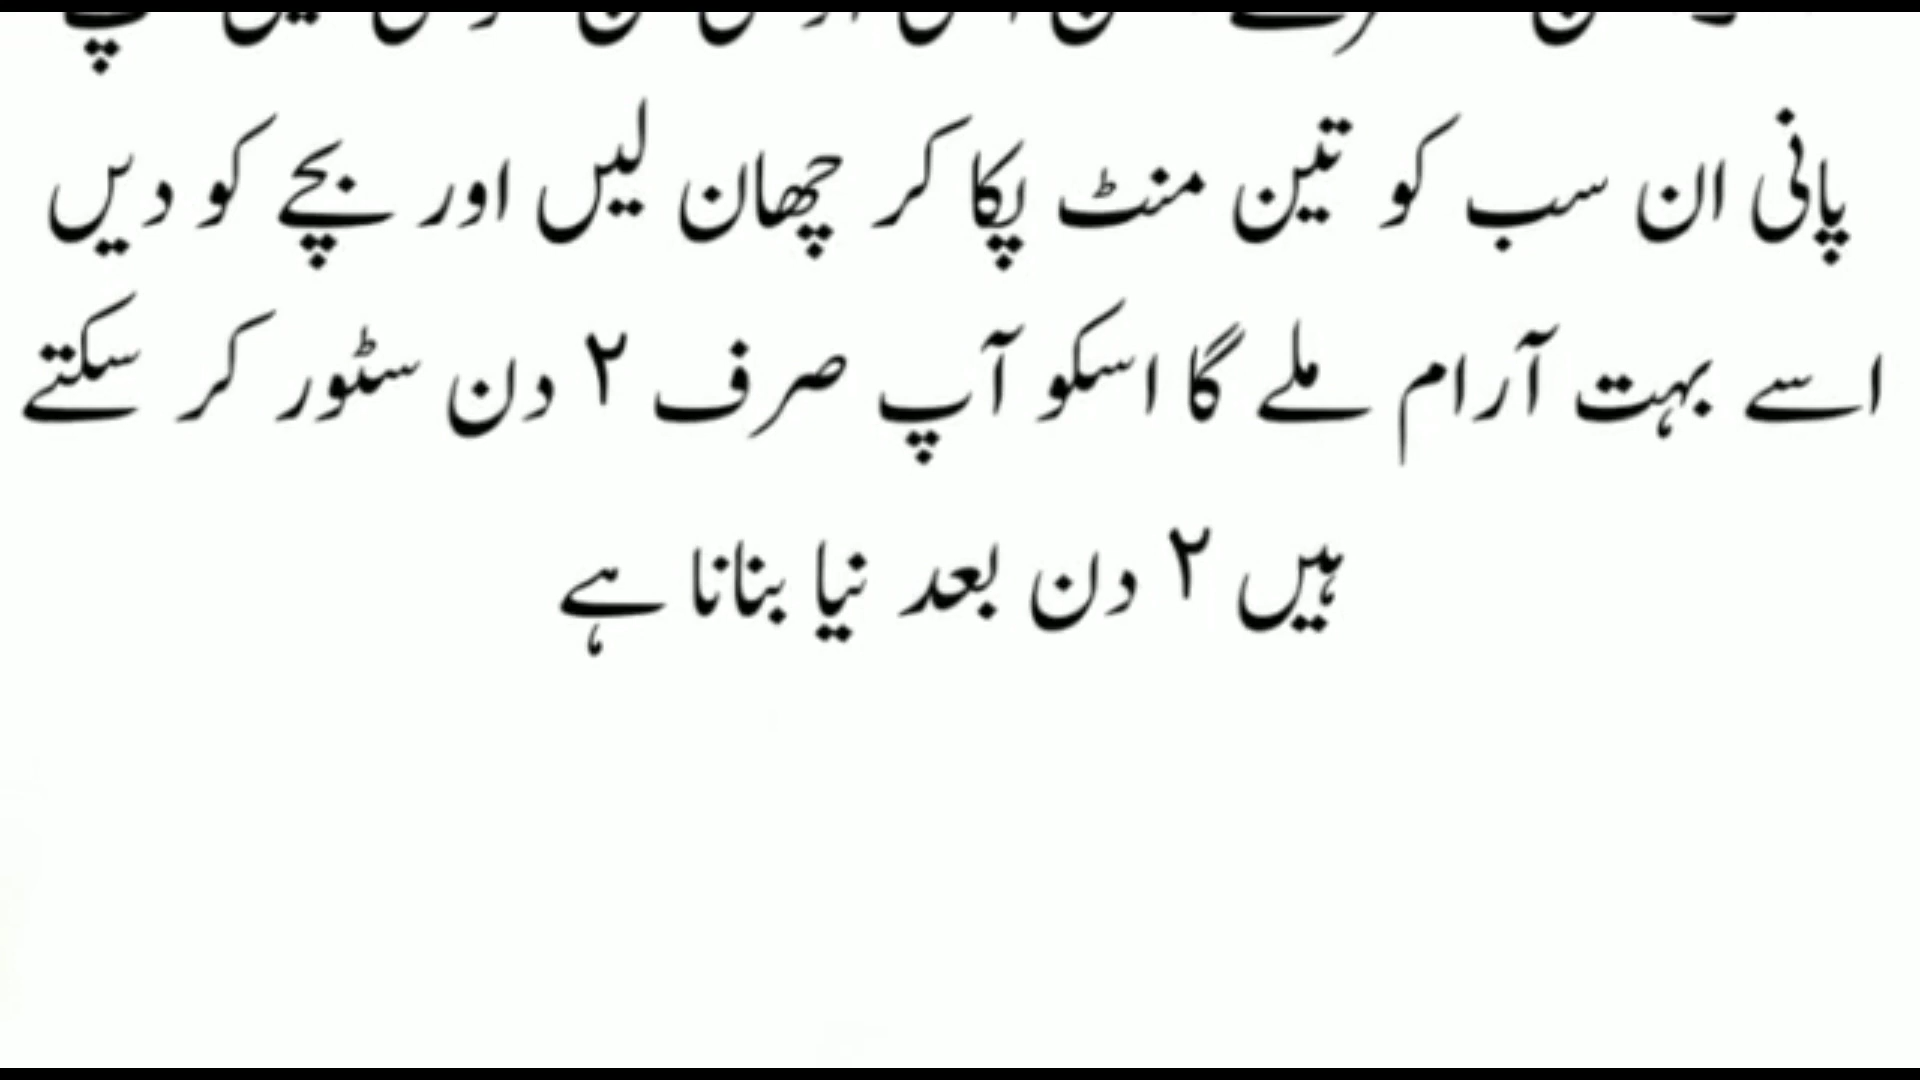 پانی ان سب کو تین منٹ پکا کر چھان لیں اور بچے کو دیں
اسے بہت آرام ملے گا اسکو آپ صرف ۲ دن سٹور کر سکتے
ہیں ۲ دن بعد نیا بنانا ہے